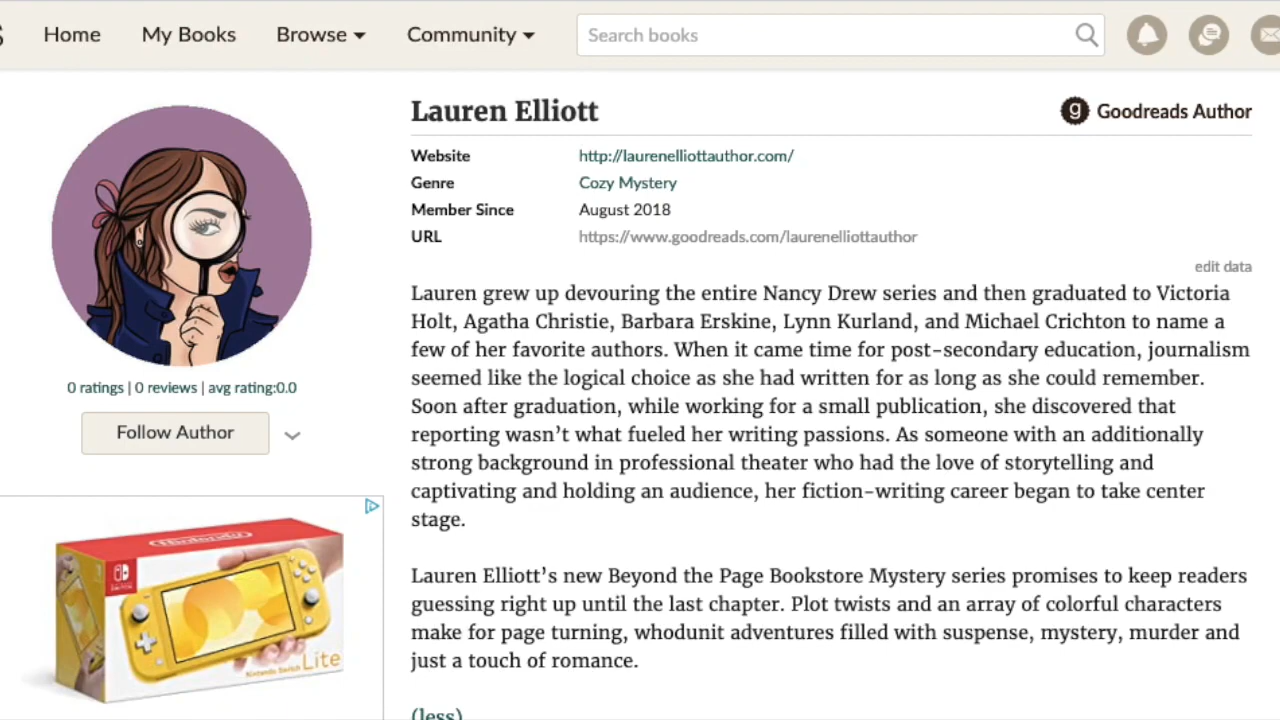 Home My Books Browse Community Search books
Lauren Elliott
Goodreads Author
Website http://laurenelliottauthor.com/
Genre Cozy Mystery
Member Since August 2018
URL https://www.goodreads.com/laurenelliottauthor
edit data
0 ratings | 0 reviews | avg rating:0.0
Follow Author
Lauren grew up devouring the entire Nancy Drew series and then graduated to Victoria
Holt, Agatha Christie, Barbara Erskine, Lynn Kurland, and Michael Crichton to name a
few of her favorite authors. When it came time for post-secondary education, journalism
seemed like the logical choice as she had written for as long as she could remember.
Soon after graduation, while working for a small publication, she discovered that
reporting wasn't what fueled her writing passions. As someone with an additionally
strong background in professional theater who had the love of storytelling and
captivating and holding an audience, her fiction-writing career began to take center
stage.
Lauren Elliott's new Beyond the Page Bookstore Mystery series promises to keep readers
guessing right up until the last chapter. Plot twists and an array of colorful characters
make for page turning, whodunit adventures filled with suspense, mystery, murder and
just a touch of romance.
(less)
Nintendo
Nintendo Switch Lite